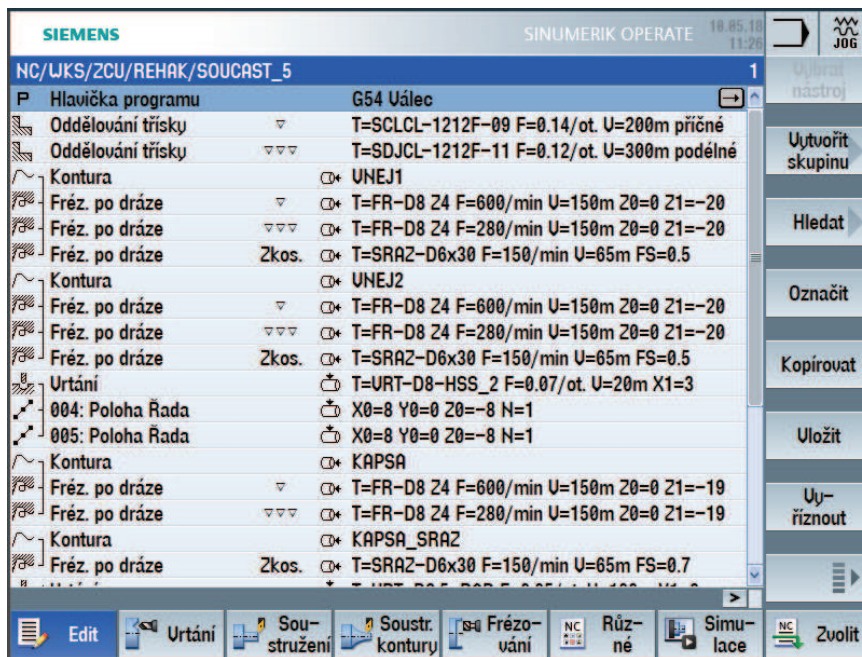 SIEMENS
SINUMERIK OPERATE
10.05.18
11:26
JOG
NC/WKS/ZCU/REHAK/SOUCAST_5 1
P Hlavička programu G54 Válec
Oddělování třísky ▽ T=SCLCL-1212F-09 F=0.14/ot. V=200m příčné
Oddělování třísky ▽▽▽ T=SDJCL-1212F-11 F=0.12/ot. V=300m podélné
Kontura VNEJ1
Fréz. po dráze ▽ T=FR-D8 Z4 F=600/min V=150m Z0=0 Z1=-20
Fréz. po dráze ▽▽▽ T=FR-D8 Z4 F=280/min V=150m Z0=0 Z1=-20
Fréz. po dráze Zkos. T=SRAZ-D6x30 F=150/min V=65m FS=0.5
Kontura VNEJ2
Fréz. po dráze ▽ T=FR-D8 Z4 F=600/min V=150m Z0=0 Z1=-20
Fréz. po dráze ▽▽▽ T=FR-D8 Z4 F=280/min V=150m Z0=0 Z1=-20
Fréz. po dráze Zkos. T=SRAZ-D6x30 F=150/min V=65m FS=0.5
Vrtání T=VRT-D8-HSS_2 F=0.07/ot. V=20m X1=3
004: Poloha Řada X0=8 Y0=0 Z0=-8 N=1
005: Poloha Řada X0=8 Y0=0 Z0=-8 N=1
Kontura KAPSA
Fréz. po dráze ▽ T=FR-D8 Z4 F=600/min V=150m Z0=0 Z1=-19
Fréz. po dráze ▽▽▽ T=FR-D8 Z4 F=280/min V=150m Z0=0 Z1=-19
Kontura KAPSA_SRAZ
Fréz. po dráze Zkos. T=SRAZ-D6x30 F=150/min V=65m FS=0.7
Vybrat
nástroj
Vytvořit
skupinu
Hledat
Označit
Kopírovat
Uložit
Vy-
říznout
Edit
Vrtání
Sou-
stružení
Soustr.
kontury
Frézo-
vání
NC
Růz-
né
Simu-
lace
NC
Zvolit